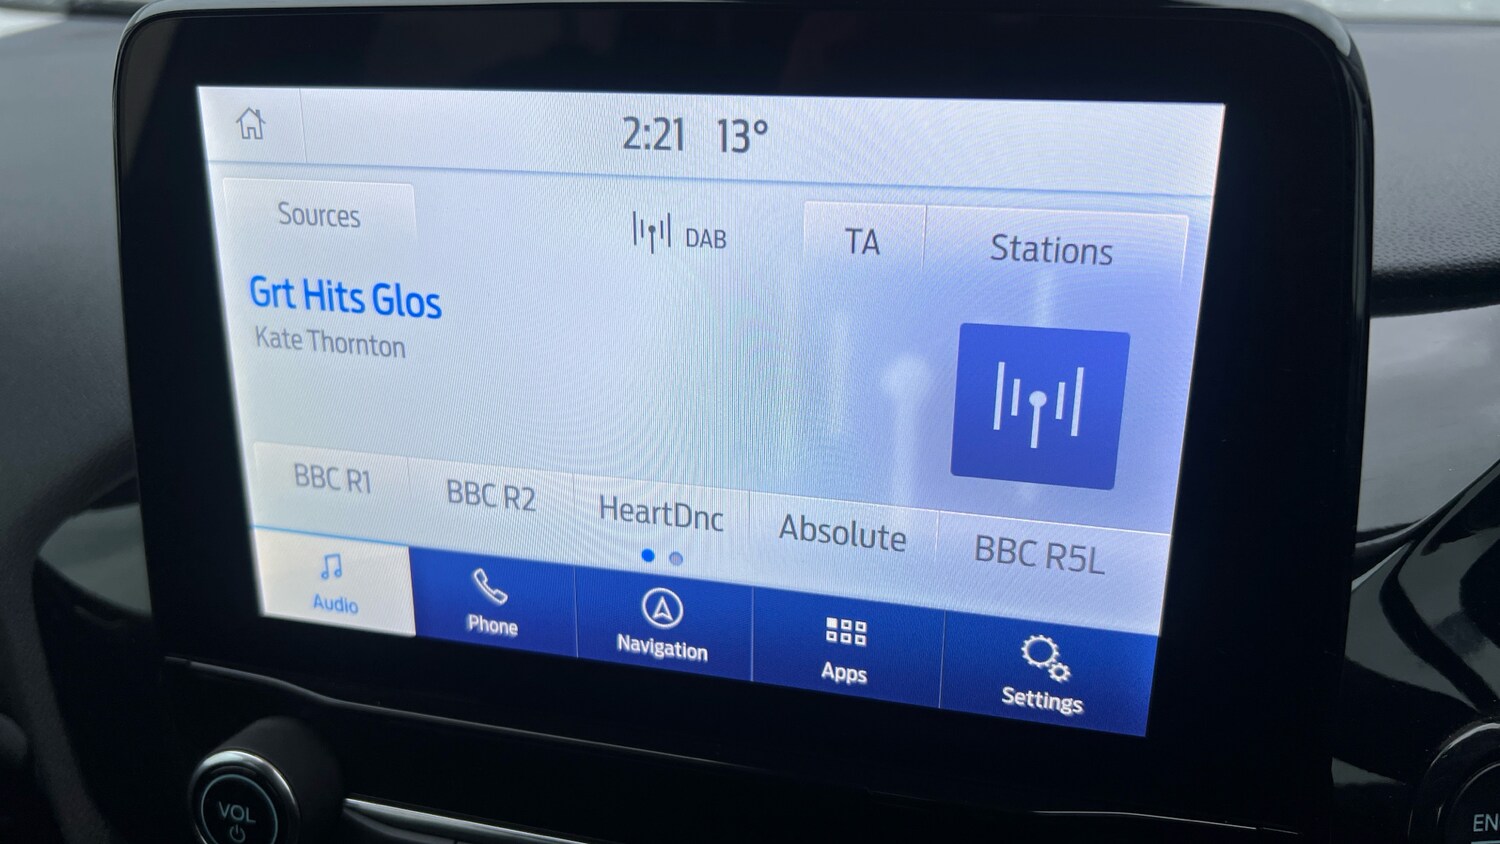 2:21 13°
Sources
DAB
TA
Stations
Grt Hits Glos
Kate Thornton
BBC R1
BBC R2
HeartDnc
Absolute
BBC R5L
Audio
Phone
Navigation
Apps
Settings
VOL
EN